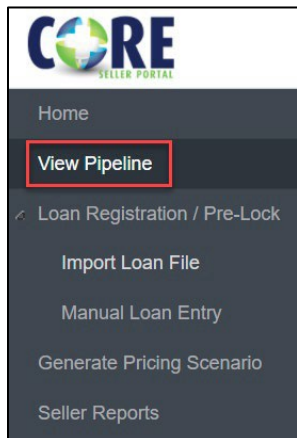 CORE
SELLER PORTAL
Home
View Pipeline
Loan Registration / Pre-Lock
Import Loan File
Manual Loan Entry
Generate Pricing Scenario
Seller Reports